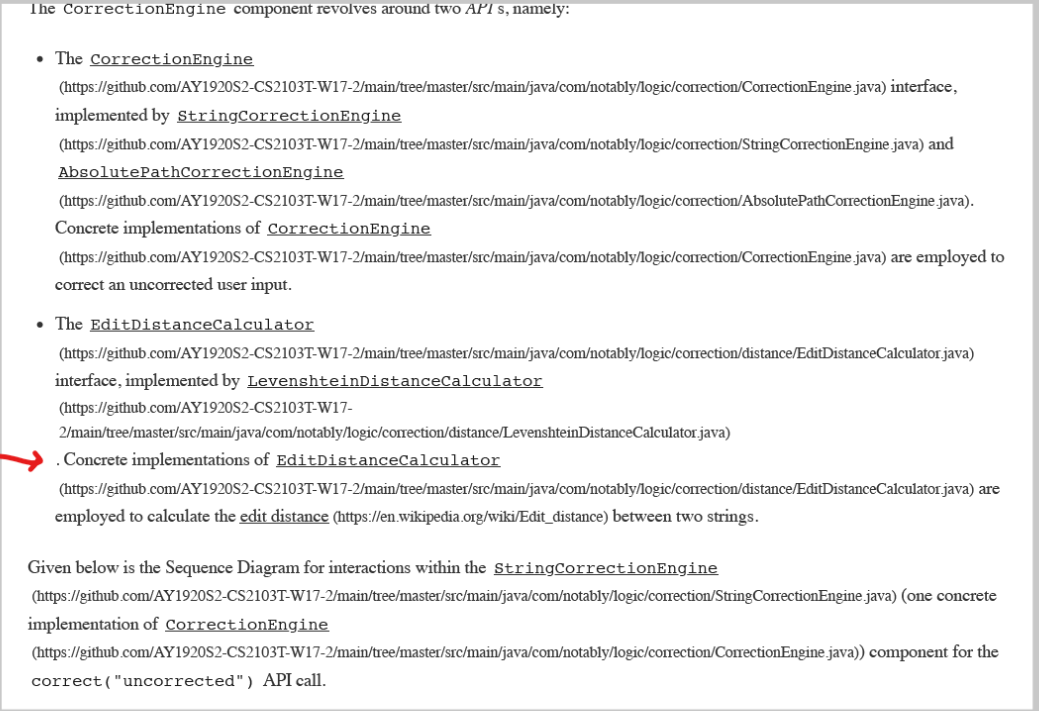 The CorrectionEngine component revolves around two API s, namely:
• The CorrectionEngine
(https://github.com/AY1920S2-CS2103T-W17-2/main/tree/master/src/main/java/com/notably/logic/correction/CorrectionEngine.java) interface,
implemented by StringCorrectionEngine
(https://github.com/AY1920S2-CS2103T-W17-2/main/tree/master/src/main/java/com/notably/logic/correction/StringCorrectionEngine.java) and
AbsolutePathCorrectionEngine
(https://github.com/AY1920S2-CS2103T-W17-2/main/tree/master/src/main/java/com/notably/logic/correction/AbsolutePathCorrectionEngine.java).
Concrete implementations of CorrectionEngine
(https://github.com/AY1920S2-CS2103T-W17-2/main/tree/master/src/main/java/com/notably/logic/correction/CorrectionEngine.java) are employed to
correct an uncorrected user input.
• The EditDistanceCalculator
(https://github.com/AY1920S2-CS2103T-W17-2/main/tree/master/src/main/java/com/notably/logic/correction/distance/EditDistanceCalculator.java)
interface, implemented by LevenshteinDistanceCalculator
(https://github.com/AY1920S2-CS2103T-W17-
2/main/tree/master/src/main/java/com/notably/logic/correction/distance/LevenshteinDistanceCalculator.java)
. Concrete implementations of EditDistanceCalculator
(https://github.com/AY1920S2-CS2103T-W17-2/main/tree/master/src/main/java/com/notably/logic/correction/distance/EditDistanceCalculator.java) are
employed to calculate the edit distance (https://en.wikipedia.org/wiki/Edit_distance) between two strings.
Given below is the Sequence Diagram for interactions within the StringCorrectionEngine
(https://github.com/AY1920S2-CS2103T-W17-2/main/tree/master/src/main/java/com/notably/logic/correction/StringCorrectionEngine.java) (one concrete
implementation of CorrectionEngine
(https://github.com/AY1920S2-CS2103T-W17-2/main/tree/master/src/main/java/com/notably/logic/correction/CorrectionEngine.java)) component for the
correct("uncorrected") API call.